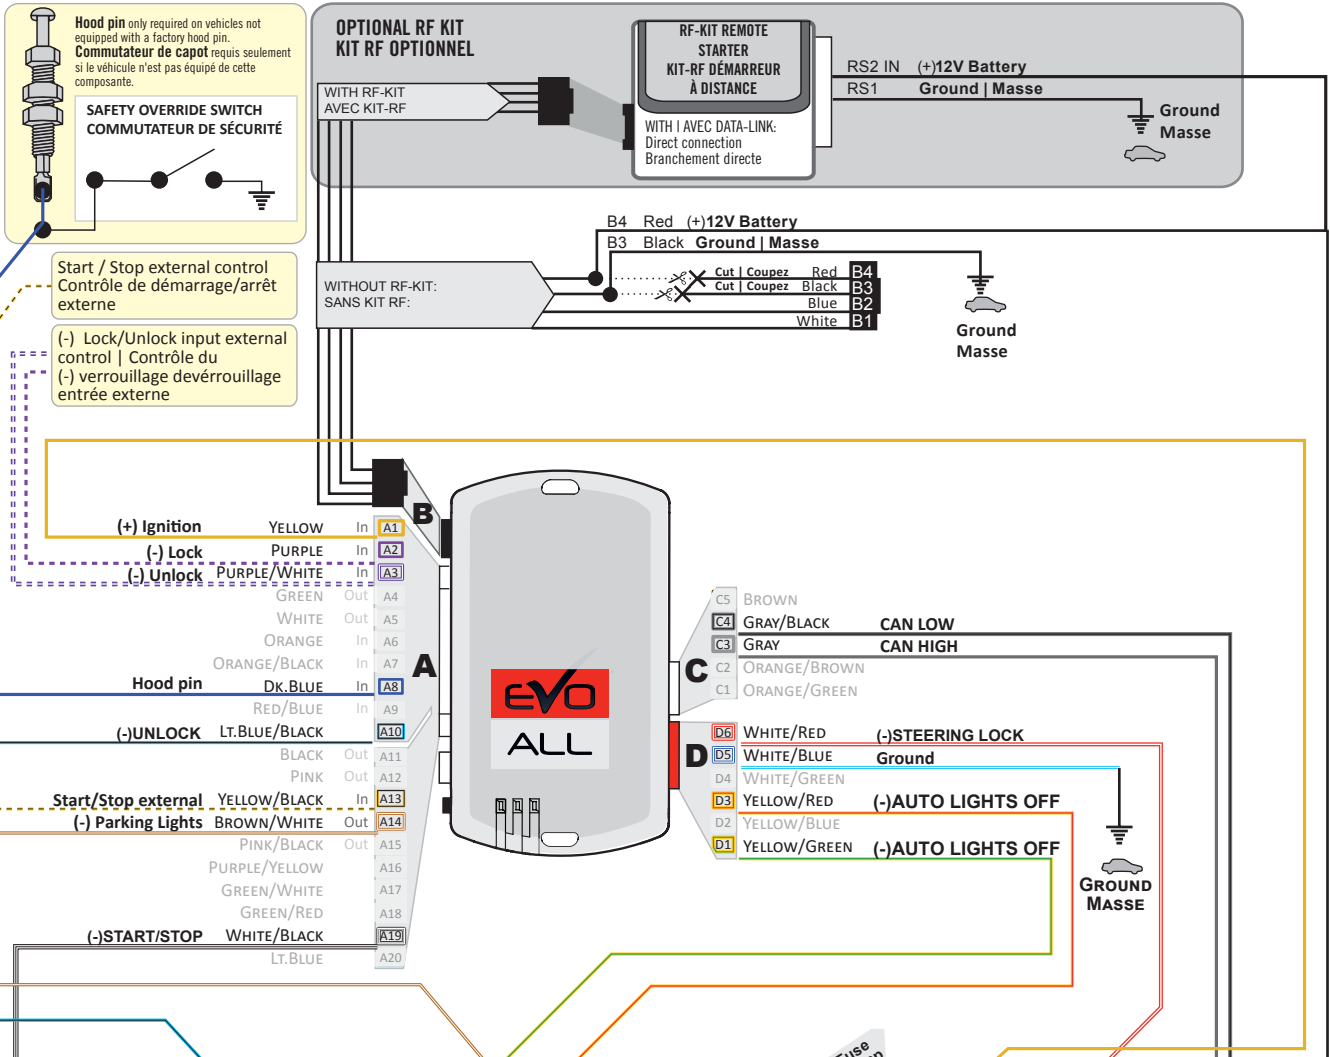 Hood pin only required on vehicles not
equipped with a factory hood pin.
Commutateur de capot requis seulement
si le véhicule n'est pas équipé de cette
composante.
SAFETY OVERRIDE SWITCH
COMMUTATEUR DE SÉCURITÉ
Start / Stop external control
Contrôle de démarrage/arrêt
externe
(-) Lock/Unlock input external
control | Contrôle du
(-) verrouillage devérrouillage
entrée externe
OPTIONAL RF KIT
KIT RF OPTIONNEL
WITH RF-KIT
AVEC KIT-RF
RF-KIT REMOTE
STARTER
KIT-RF DÉMARREUR
À DISTANCE
WITH I AVEC DATA-LINK:
Direct connection
Branchement directe
RS2 IN (+)12V Battery
RS1 Ground | Masse
Ground
Masse
B4 Red (+)12V Battery
B3 Black Ground | Masse
WITHOUT RF-KIT:
SANS KIT RF:
Cut | Coupez Red B4
Cut | Coupez Black B3
Blue B2
White B1
Ground
Masse
B
(+) Ignition YELLOW In A1
(-) Lock PURPLE In A2
(-) Unlock PURPLE/WHITE In A3
GREEN Out A4
WHITE Out A5
ORANGE In A6
ORANGE/BLACK In A7
A
Hood pin DK.BLUE In A8
RED/BLUE In A9
(-)UNLOCK LT.BLUE/BLACK A10
BLACK Out A11
PINK Out A12
Start/Stop external YELLOW/BLACK In A13
(-) Parking Lights BROWN/WHITE Out A14
PINK/BLACK Out A15
PURPLE/YELLOW A16
GREEN/WHITE A17
GREEN/RED A18
(-)START/STOP WHITE/BLACK A19
LT.BLUE A20
EVO
ALL
C
C5 BROWN
C4 GRAY/BLACK CAN LOW
C3 GRAY CAN HIGH
C2 ORANGE/BROWN
C1 ORANGE/GREEN
D
D6 WHITE/RED (-)STEERING LOCK
D5 WHITE/BLUE Ground
D4 WHITE/GREEN
D3 YELLOW/RED (-)AUTO LIGHTS OFF
D2 YELLOW/BLUE
D1 YELLOW/GREEN (-)AUTO LIGHTS OFF
GROUND
MASSE